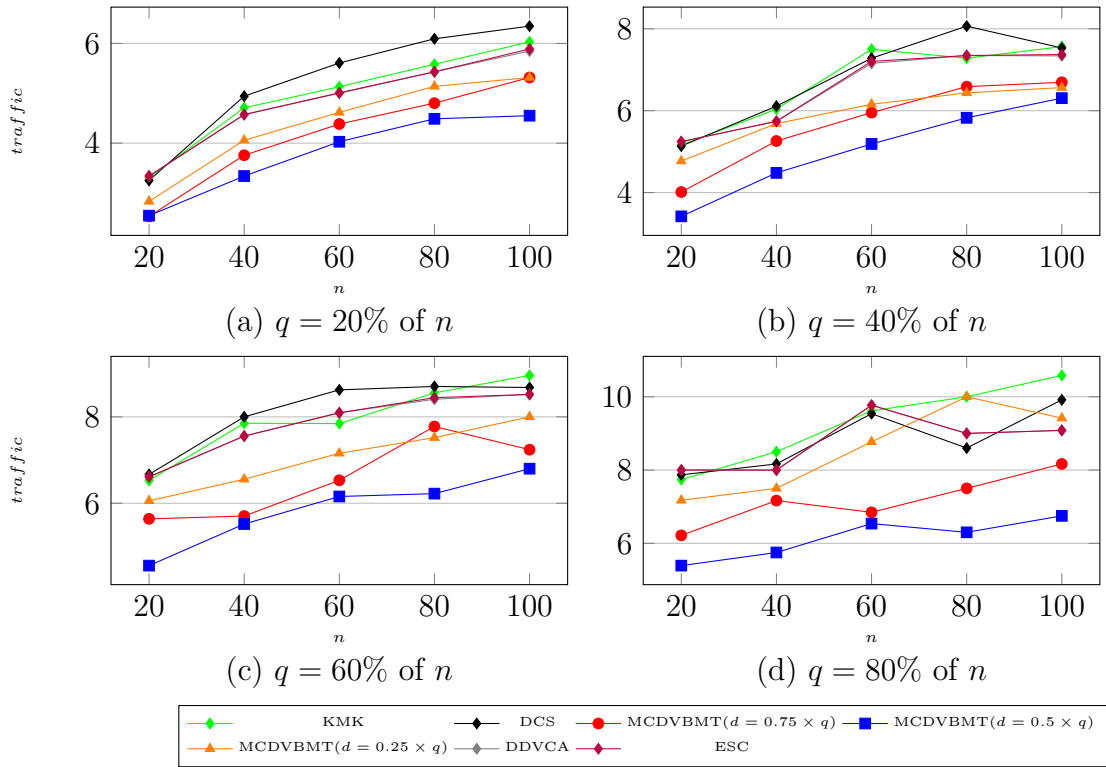 traffic
6
4
20 40 60 80 100
n
(a) q = 20% of n
8
6
4
20 40 60 80 100
n
(b) q = 40% of n
traffic
8
6
20 40 60 80 100
n
(c) q = 60% of n
10
8
6
20 40 60 80 100
n
(d) q = 80% of n
KMK DCS MCDVBMT(d = 0.75 × q) MCDVBMT(d = 0.5 × q)
MCDVBMT(d = 0.25 × q) DDVCA ESC